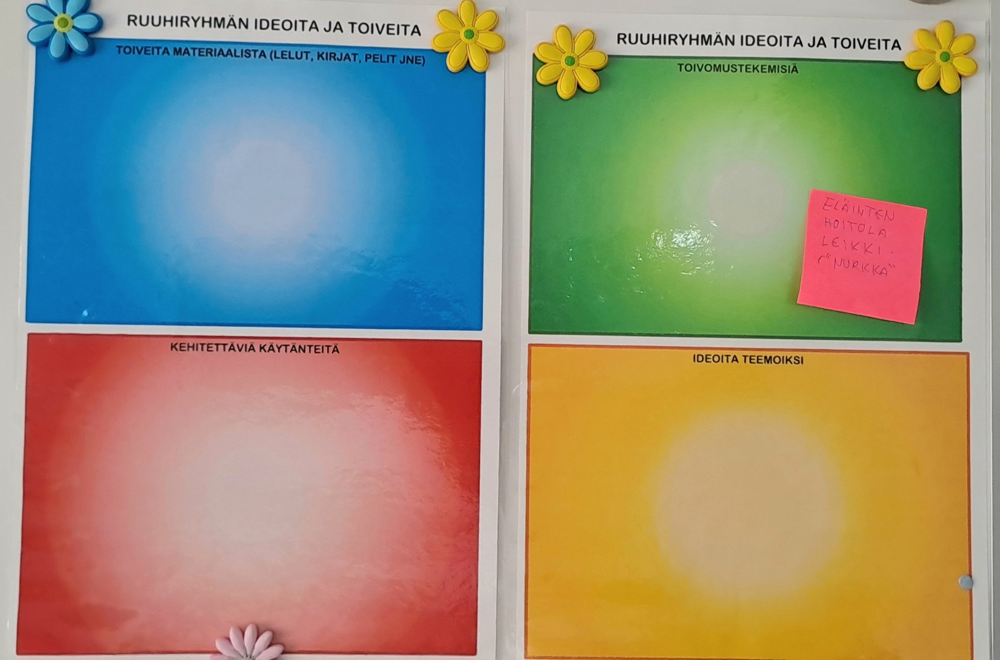 RUUHIRYHMÄN IDEOITA JA TOIVEITA
TOIVEITA MATERIAALISTA (LELUT, KIRJAT, PELIT JNE)
KEHITETTÄVIÄ KÄYTÄNTEITÄ
RUUHIRYHMÄN IDEOITA JA TOIVEITA
TOIVOMUSTEKEMISIÄ
ELÄINTEN
HOITOLA
LEIKKI.
("NURKKA"
IDEOITA TEEMOIKSI